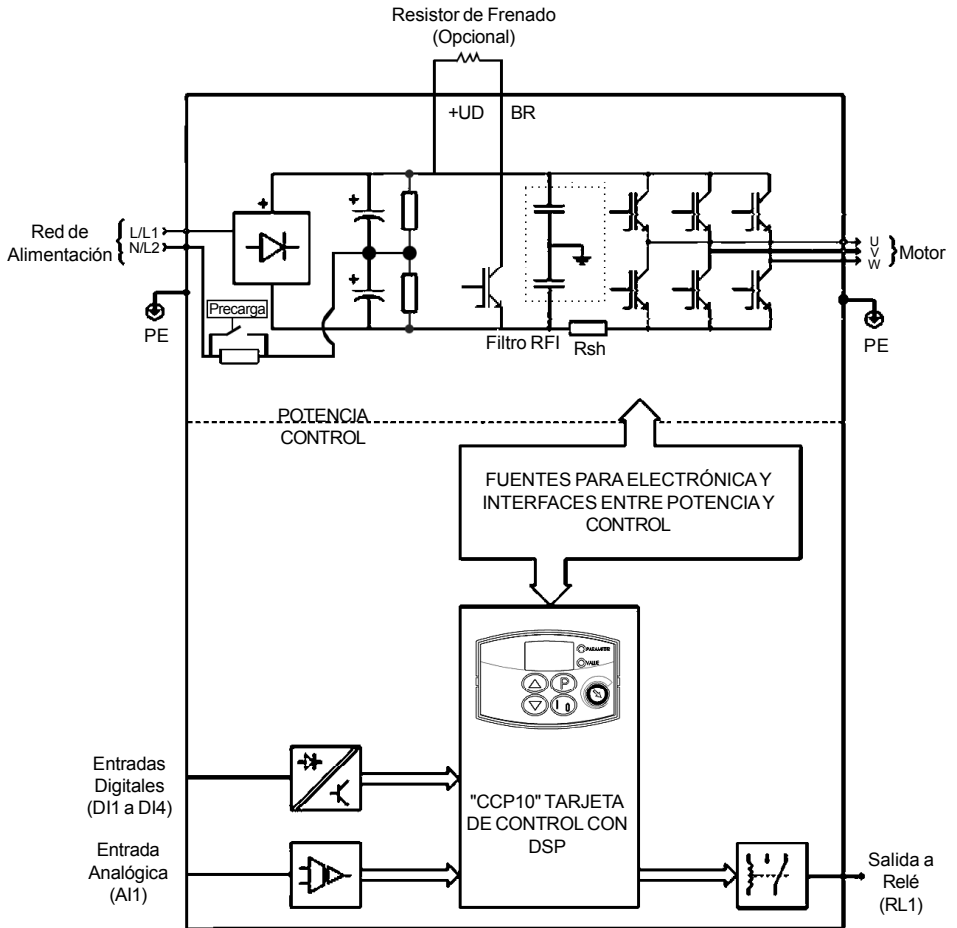 Resistor de Frenado
(Opcional)
+UD
BR
Red de
Alimentación
L/L1
N/L2
PE
Precarga
+
+
+
Filtro RFI
Rsh
U
V
W
Motor
PE
POTENCIA
CONTROL
FUENTES PARA ELECTRÓNICA Y
INTERFACES ENTRE POTENCIA Y
CONTROL
PARAMETER
VALUE
P
I 0
Entradas
Digitales
(DI1 a DI4)
"CCP10" TARJETA
DE CONTROL CON
DSP
Entrada
Analógica
(AI1)
Salida a
Relé
(RL1)